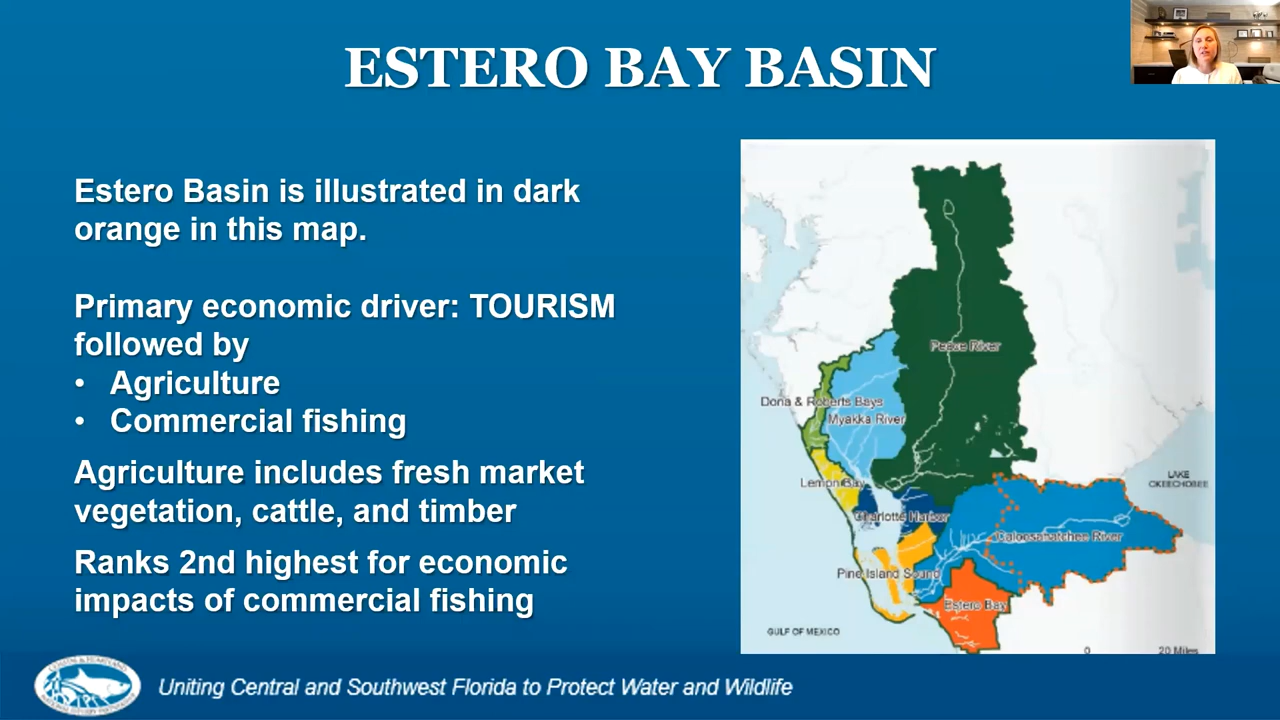 ESTERO BAY BASIN
Estero Basin is illustrated in dark
orange in this map.
Primary economic driver: TOURISM
followed by
• Agriculture
• Commercial fishing
Agriculture includes fresh market
vegetation, cattle, and timber
Ranks 2nd highest for economic
impacts of commercial fishing
Peace River
Dona & Roberts Bays
Myakka River
Lemon Bay
LAKE
OKEECHOBEE
Charlotte Harbor
Caloosahatchee River
Pine Island Sound
Estero Bay
GULF OF MEXICO
0 20 Miles
Uniting Central and Southwest Florida to Protect Water and Wildlife